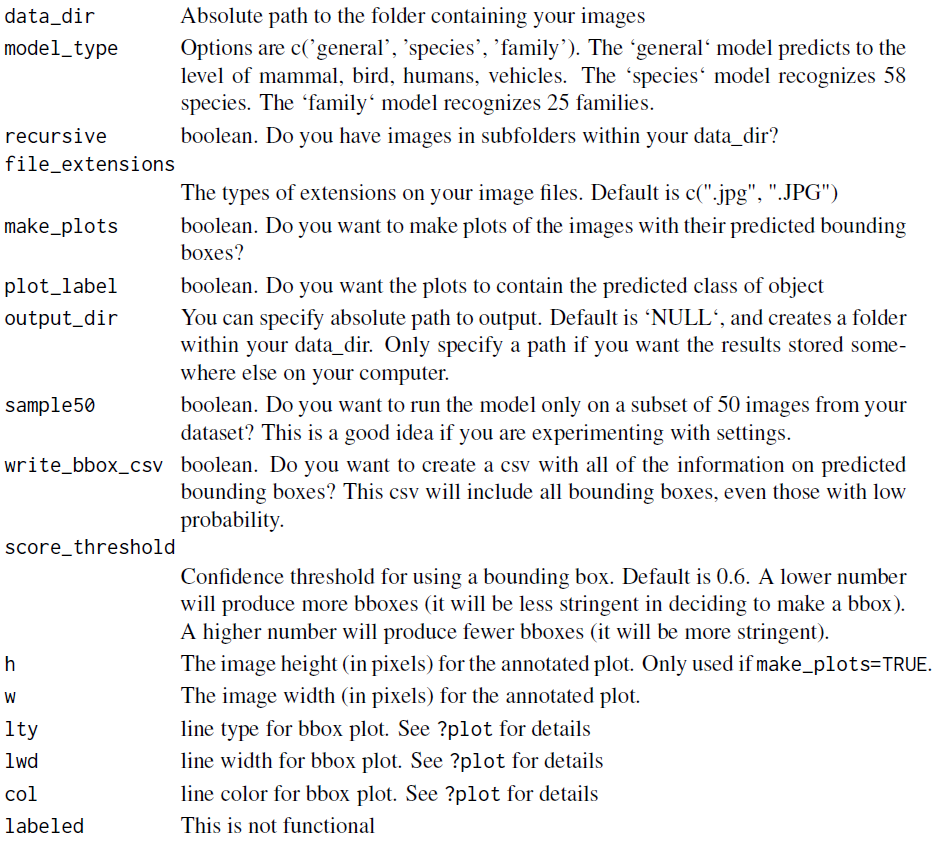 data_dir Absolute path to the folder containing your images
model_type Options are c('general', 'species', 'family'). The ‘general‘ model predicts to the
level of mammal, bird, humans, vehicles. The ‘species‘ model recognizes 58
species. The ‘family‘ model recognizes 25 families.
recursive boolean. Do you have images in subfolders within your data_dir?
file_extensions
The types of extensions on your image files. Default is c(".jpg", ".JPG")
make_plots boolean. Do you want to make plots of the images with their predicted bounding
boxes?
plot_label boolean. Do you want the plots to contain the predicted class of object
output_dir You can specify absolute path to output. Default is ‘NULL‘, and creates a folder
within your data_dir. Only specify a path if you want the results stored some-
where else on your computer.
sample50 boolean. Do you want to run the model only on a subset of 50 images from your
dataset? This is a good idea if you are experimenting with settings.
write_bbox_csv boolean. Do you want to create a csv with all of the information on predicted
bounding boxes? This csv will include all bounding boxes, even those with low
probability.
score_threshold
Confidence threshold for using a bounding box. Default is 0.6. A lower number
will produce more bboxes (it will be less stringent in deciding to make a bbox).
A higher number will produce fewer bboxes (it will be more stringent).
h The image height (in pixels) for the annotated plot. Only used if make_plots=TRUE.
w The image width (in pixels) for the annotated plot.
lty line type for bbox plot. See ?plot for details
lwd line width for bbox plot. See ?plot for details
col line color for bbox plot. See ?plot for details
labeled This is not functional